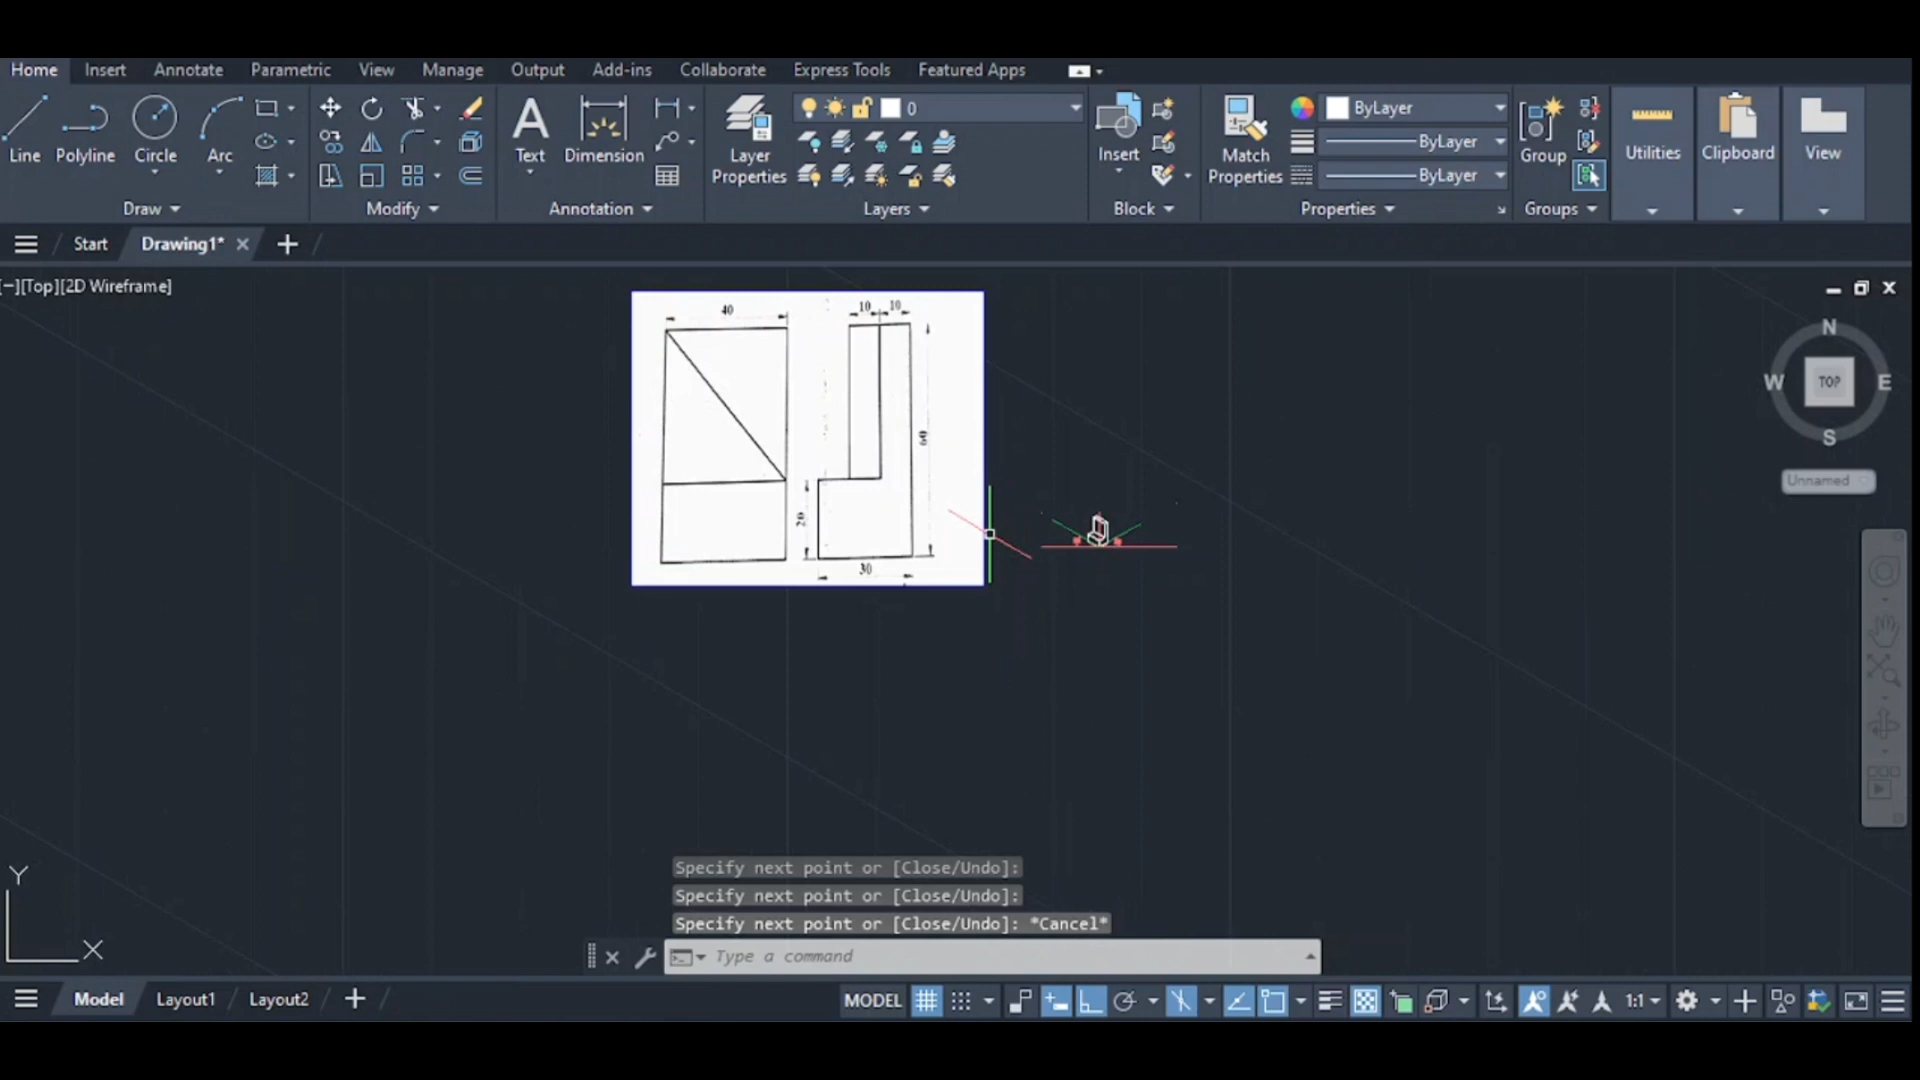 Home Insert Annotate Parametric View Manage Output Add-ins Collaborate Express Tools Featured Apps
0 ByLayer
Line Polyline Circle Arc Text Dimension Layer Properties Insert Match Properties ByLayer Group Utilities Clipboard View
ByLayer
Draw Modify Annotation Layers Block Properties Groups
Start Drawing1*
[−][Top][2D Wireframe]
40 10 10
60
20
30
N
W TOP E
S
Unnamed
Y
X
Specify next point or [Close/Undo]:
Specify next point or [Close/Undo]:
Specify next point or [Close/Undo]: *Cancel*
Type a command
Model Layout1 Layout2 MODEL 1:1